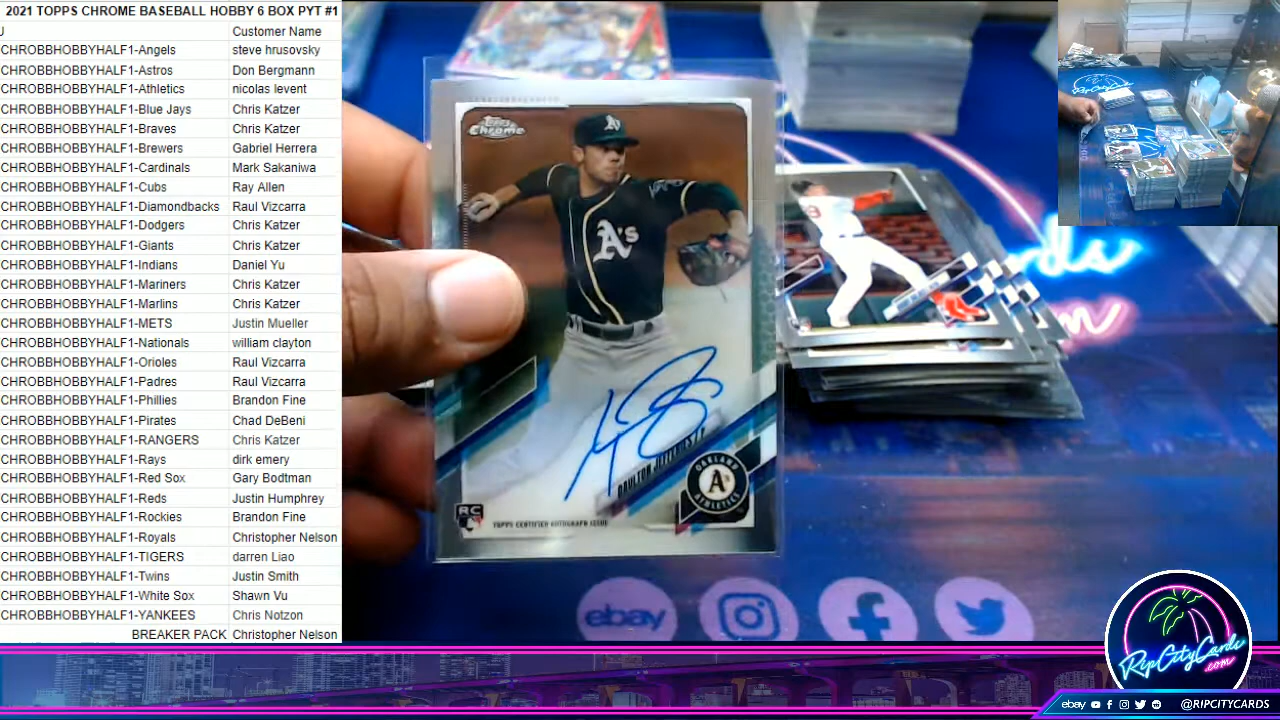 2021 TOPPS CHROME BASEBALL HOBBY 6 BOX PYT #1
Customer Name
CHROBBHOBBYHALF1-Angels steve hrusovsky
CHROBBHOBBYHALF1-Astros Don Bergmann
CHROBBHOBBYHALF1-Athletics nicolas levent
CHROBBHOBBYHALF1-Blue Jays Chris Katzer
CHROBBHOBBYHALF1-Braves Chris Katzer
CHROBBHOBBYHALF1-Brewers Gabriel Herrera
CHROBBHOBBYHALF1-Cardinals Mark Sakaniwa
CHROBBHOBBYHALF1-Cubs Ray Allen
CHROBBHOBBYHALF1-Diamondbacks Raul Vizcarra
CHROBBHOBBYHALF1-Dodgers Chris Katzer
CHROBBHOBBYHALF1-Giants Chris Katzer
CHROBBHOBBYHALF1-Indians Daniel Yu
CHROBBHOBBYHALF1-Mariners Chris Katzer
CHROBBHOBBYHALF1-Marlins Chris Katzer
CHROBBHOBBYHALF1-METS Justin Mueller
CHROBBHOBBYHALF1-Nationals william clayton
CHROBBHOBBYHALF1-Orioles Raul Vizcarra
CHROBBHOBBYHALF1-Padres Raul Vizcarra
CHROBBHOBBYHALF1-Phillies Brandon Fine
CHROBBHOBBYHALF1-Pirates Chad DeBeni
CHROBBHOBBYHALF1-RANGERS Chris Katzer
CHROBBHOBBYHALF1-Rays dirk emery
CHROBBHOBBYHALF1-Red Sox Gary Bodtman
CHROBBHOBBYHALF1-Reds Justin Humphrey
CHROBBHOBBYHALF1-Rockies Brandon Fine
CHROBBHOBBYHALF1-Royals Christopher Nelson
CHROBBHOBBYHALF1-TIGERS darren Liao
CHROBBHOBBYHALF1-Twins Justin Smith
CHROBBHOBBYHALF1-White Sox Shawn Vu
CHROBBHOBBYHALF1-YANKEES Chris Notzon
BREAKER PACK Christopher Nelson
Topps
Chrome
A's
DAULTON JEFFERIES
OAKLAND
A's
ATHLETICS
RC
TOPPS CERTIFIED AUTOGRAPH ISSUE
ebay
RipCityCards
.com
ebay @RIPCITYCARDS